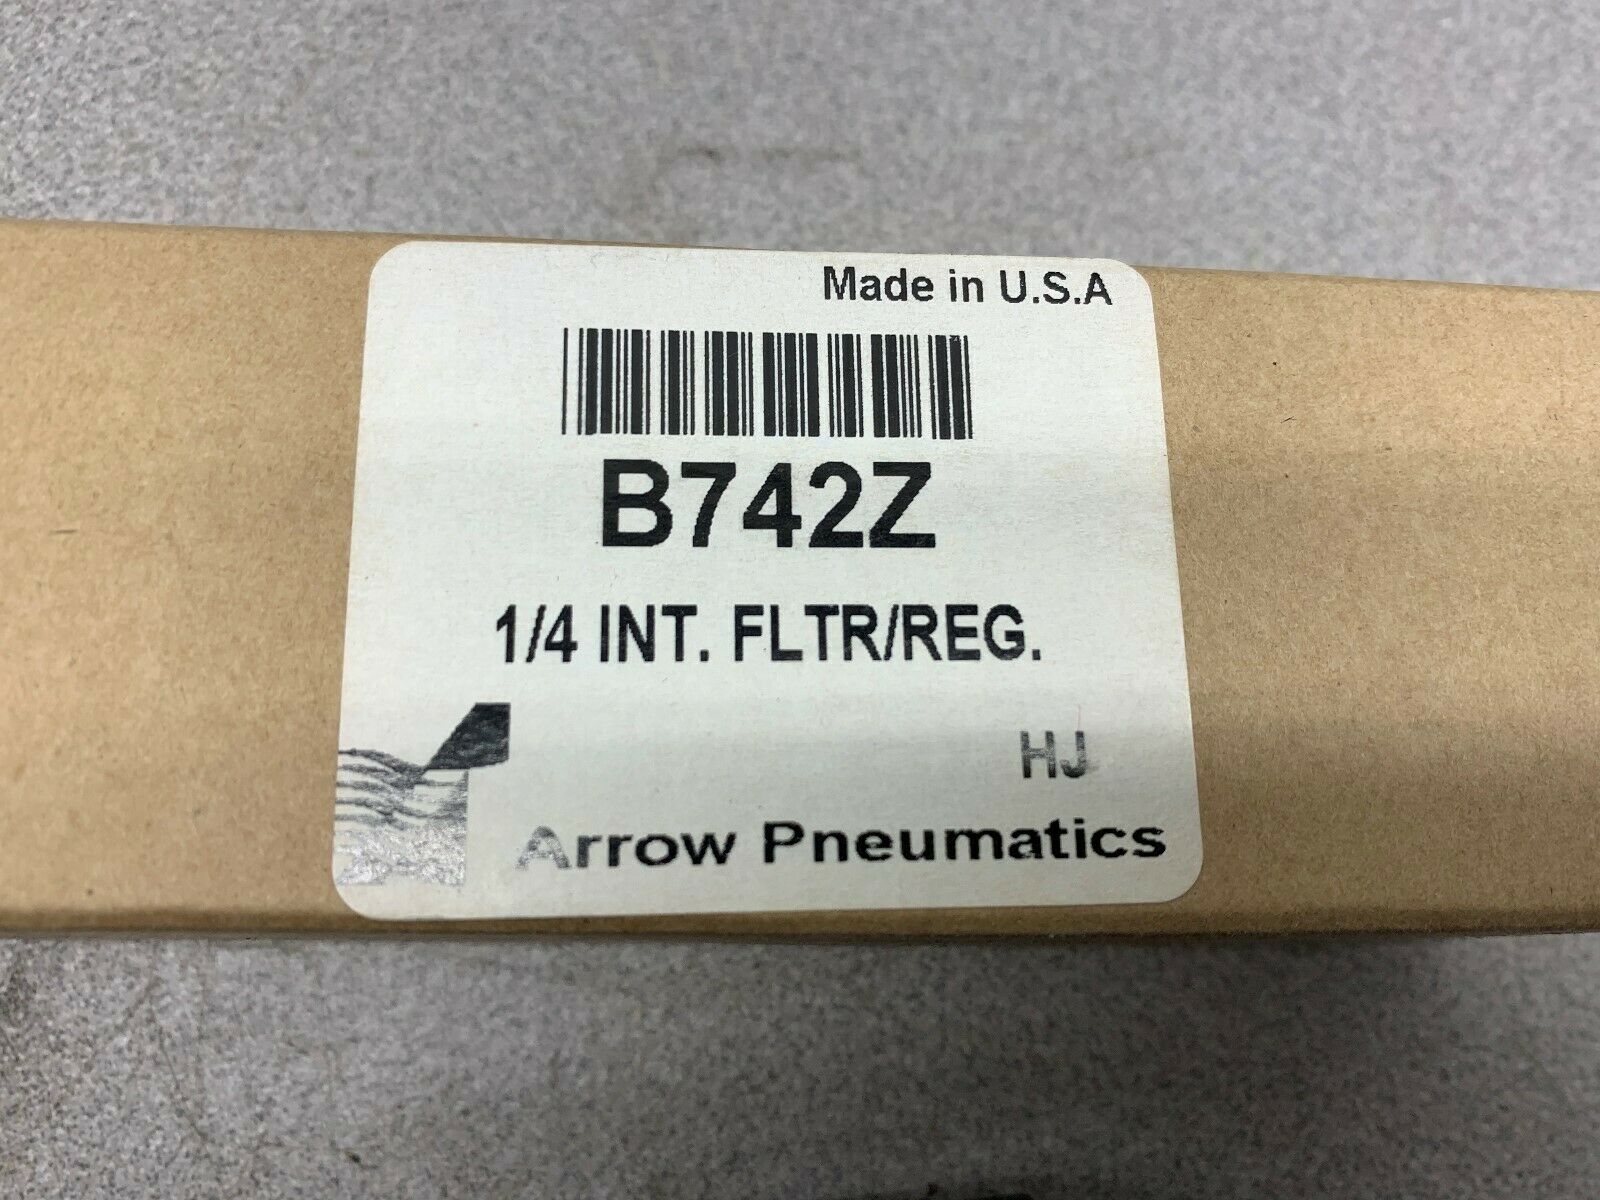 Made in U.S.A
B742Z
1/4 INT. FLTR/REG.
HJ
Arrow Pneumatics